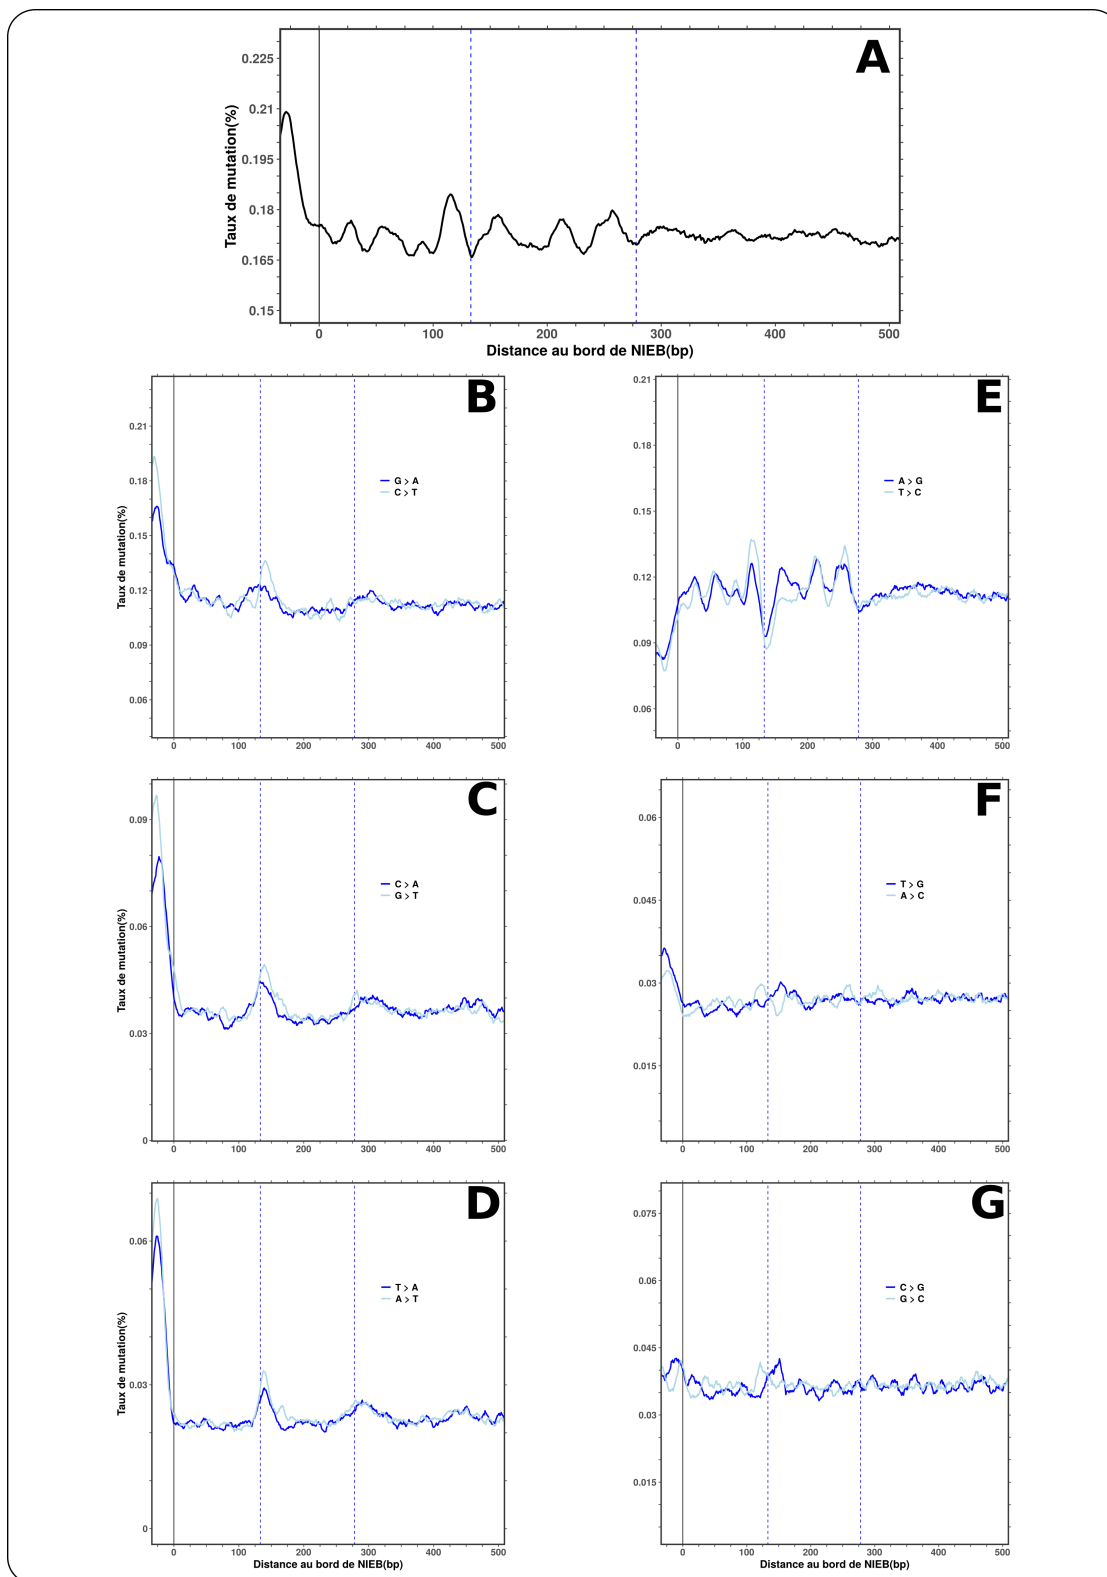 A
0.225
0.21
0.195
0.18
0.165
0.15
Taux de mutation(%)
0 100 200 300 400 500
Distance au bord de NIEB(bp)
B
0.21
0.18
0.15
0.12
0.09
0.06
Taux de mutation(%)
G > A
C > T
0 100 200 300 400 500
E
0.21
0.18
0.15
0.12
0.09
0.06
A > G
T > C
0 100 200 300 400 500
C
0.09
0.06
0.03
0
Taux de mutation(%)
C > A
G > T
0 100 200 300 400 500
F
0.06
0.045
0.03
0.015
T > G
A > C
0 100 200 300 400 500
D
0.06
0.03
0
Taux de mutation(%)
T > A
A > T
0 100 200 300 400 500
Distance au bord de NIEB(bp)
G
0.075
0.06
0.045
0.03
0.015
C > G
G > C
0 100 200 300 400 500
Distance au bord de NIEB(bp)